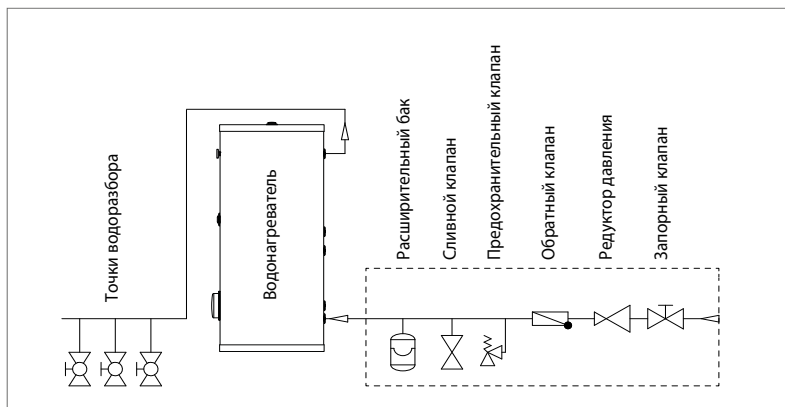 Точки водоразбора
Водонагреватель
Расширительный бак
Сливной клапан
Предохранительный клапан
Обратный клапан
Редуктор давления
Запорный клапан